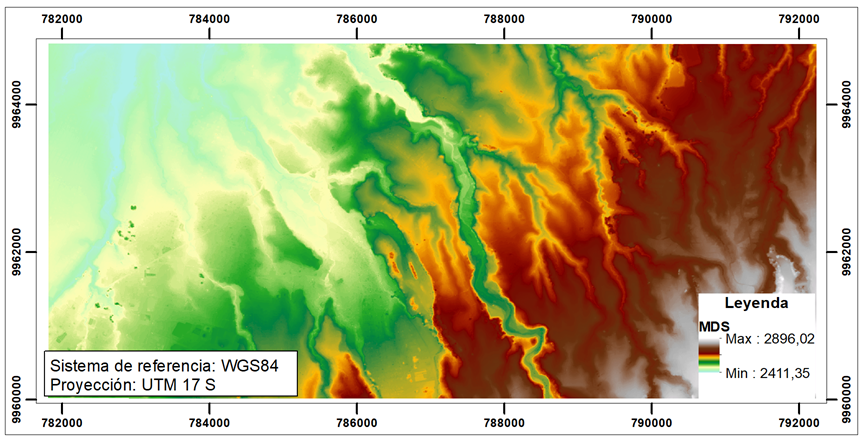 782000 784000 786000 788000 790000 792000
9964000 9964000
9962000 9962000
9960000 9960000
Leyenda
MDS
Max : 2896,02
Min : 2411,35
Sistema de referencia: WGS84
Proyección: UTM 17 S
782000 784000 786000 788000 790000 792000